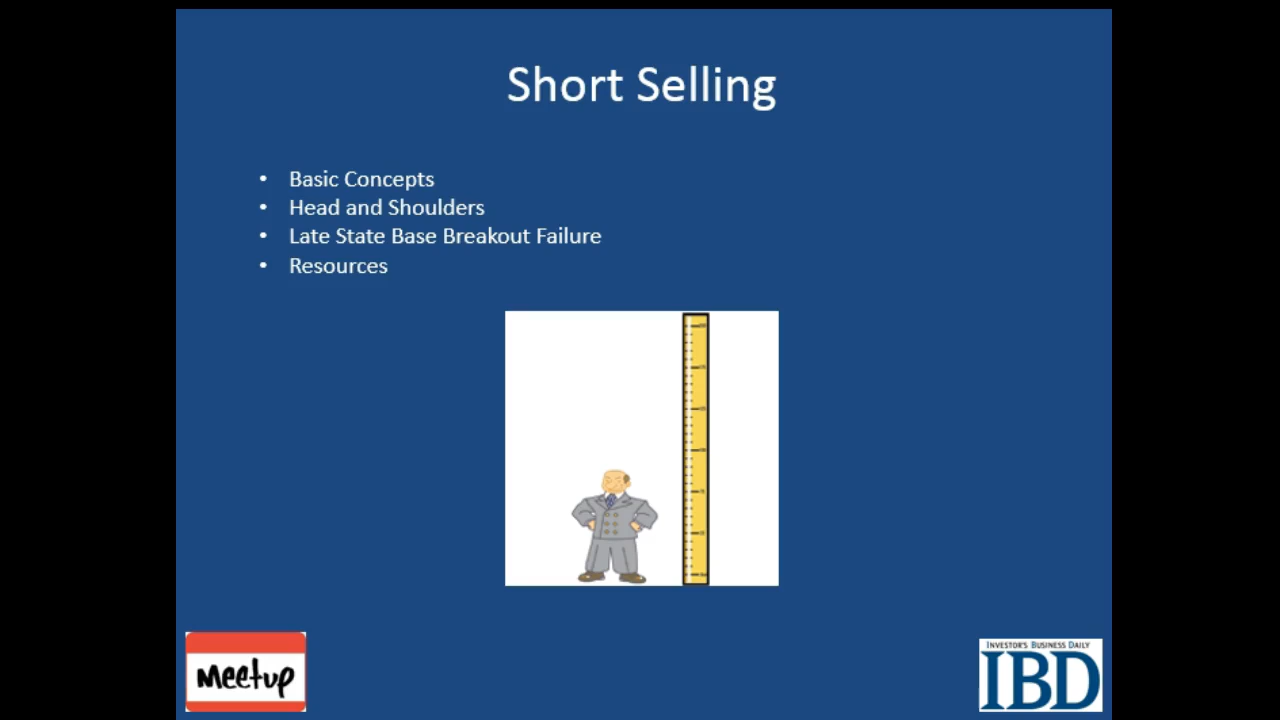 Short Selling
• Basic Concepts
• Head and Shoulders
• Late State Base Breakout Failure
• Resources
Meetup
INVESTOR'S BUSINESS DAILY
IBD